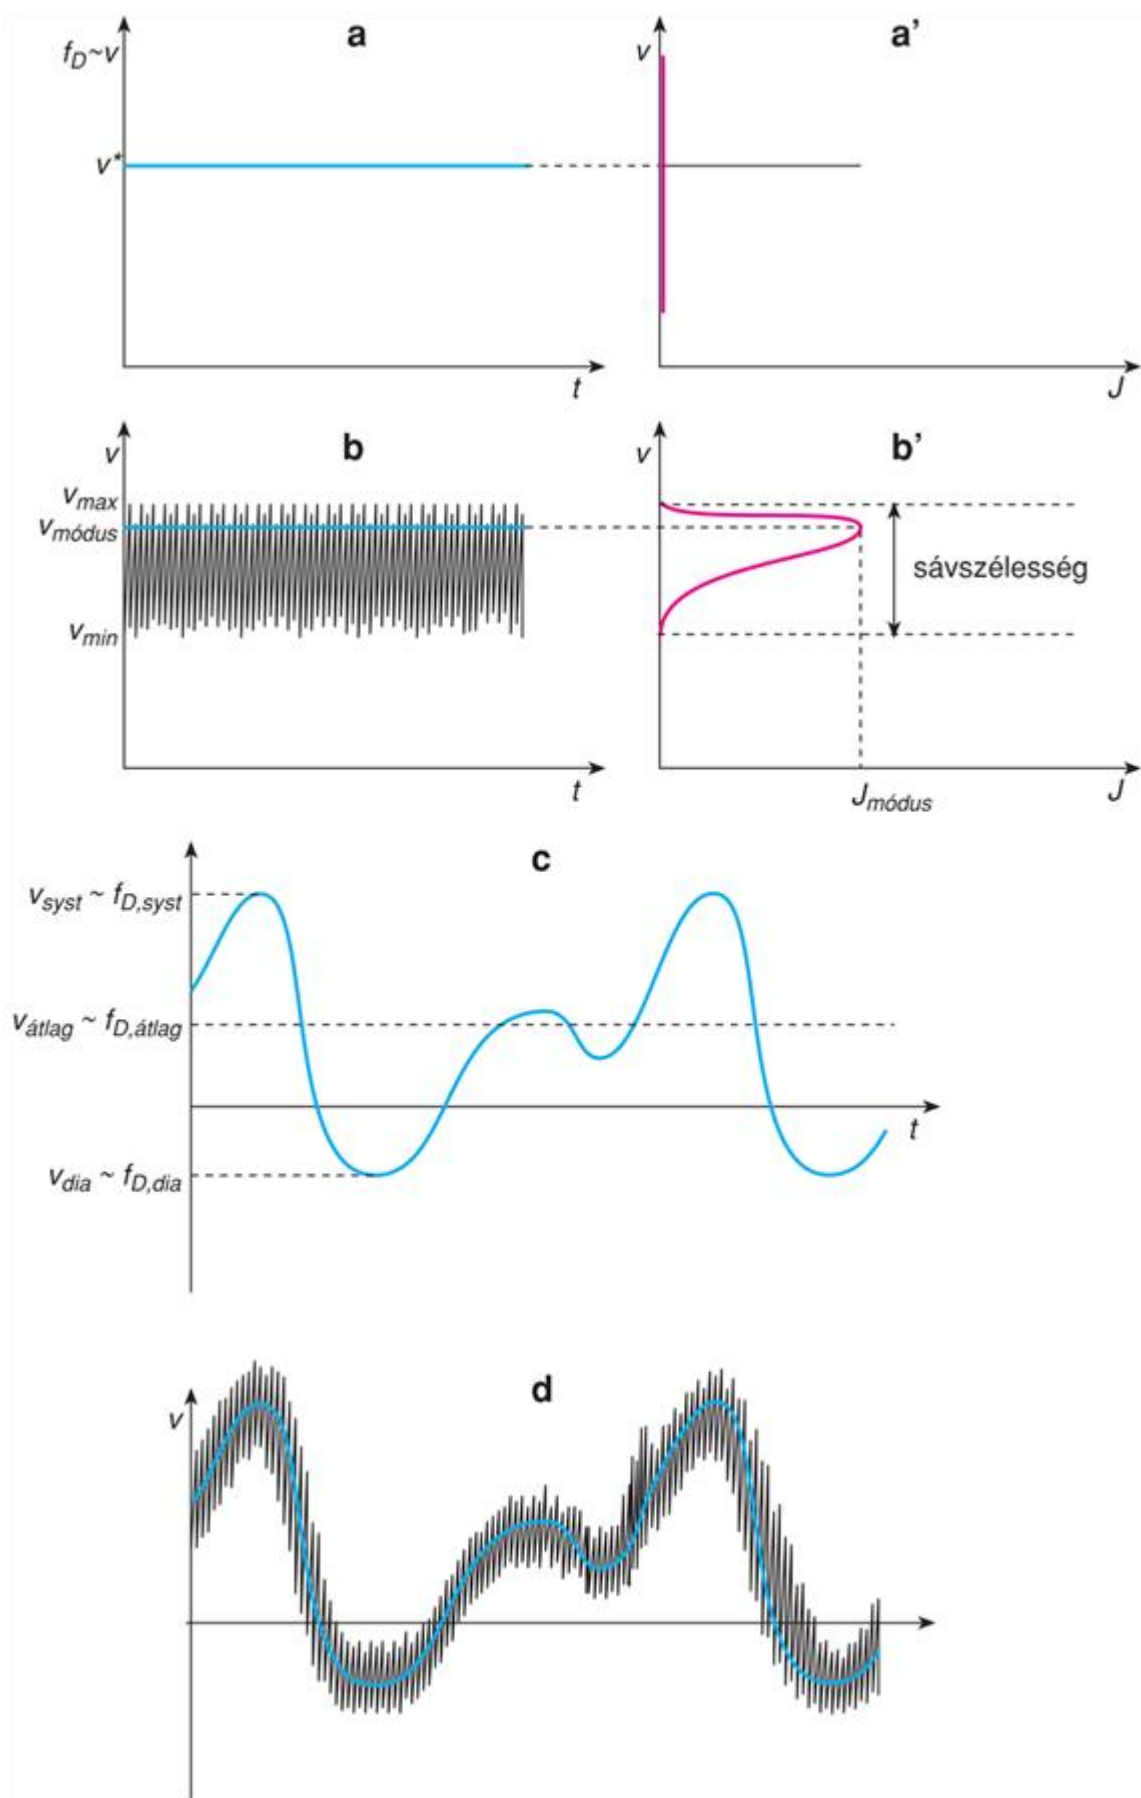 a
a’
f_D~v
v
v*
t
J
b
b’
v
v
v_max
v_módus
sávszélesség
v_min
t
J_módus
J
c
v_syst ~ f_D,syst
v_átlag ~ f_D,átlag
t
v_dia ~ f_D,dia
d
v